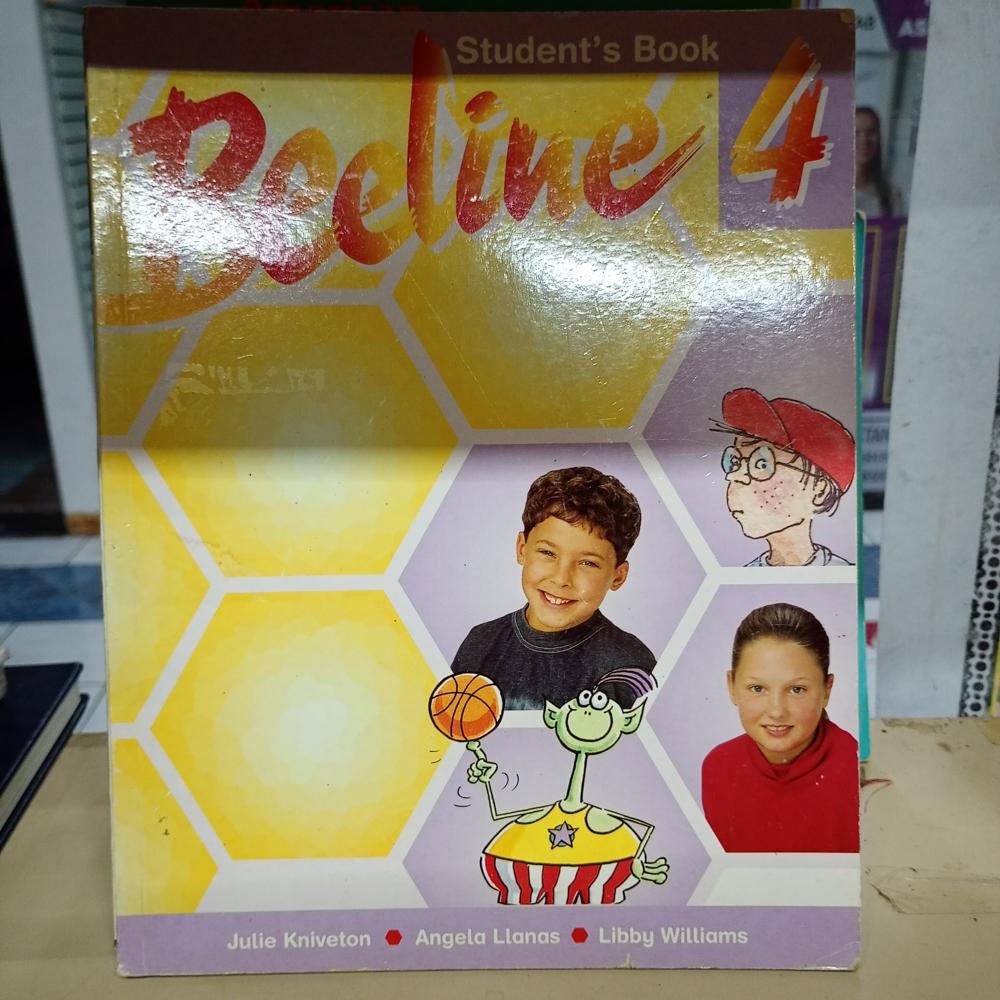 Student's Book
Beeline 4
Julie Kniveton • Angela Llanas • Libby Williams